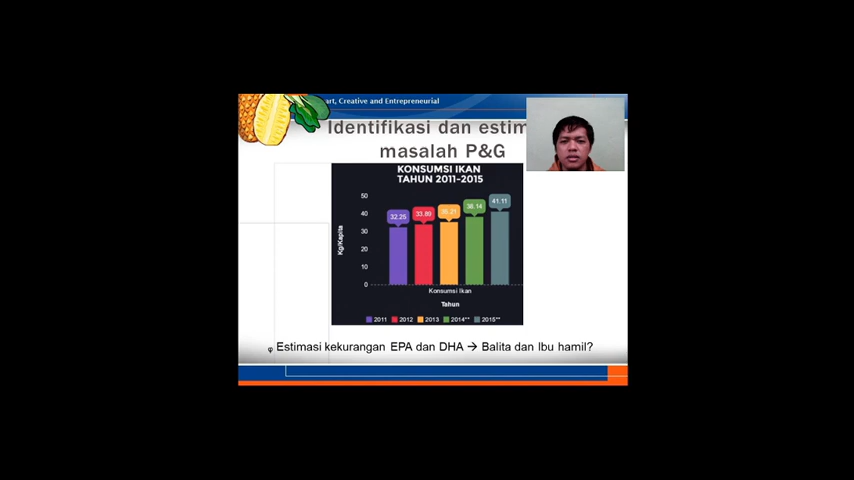 art, Creative and Entrepreneurial
Identifikasi dan estim
masalah P&G
KONSUMSI IKAN
TAHUN 2011-2015
50
40
30
20
10
0
Kg/Kapita
32.25
33.89
35.21
38.14
41.11
Konsumsi Ikan
Tahun
2011 2012 2013 2014** 2015**
Estimasi kekurangan EPA dan DHA → Balita dan Ibu hamil?